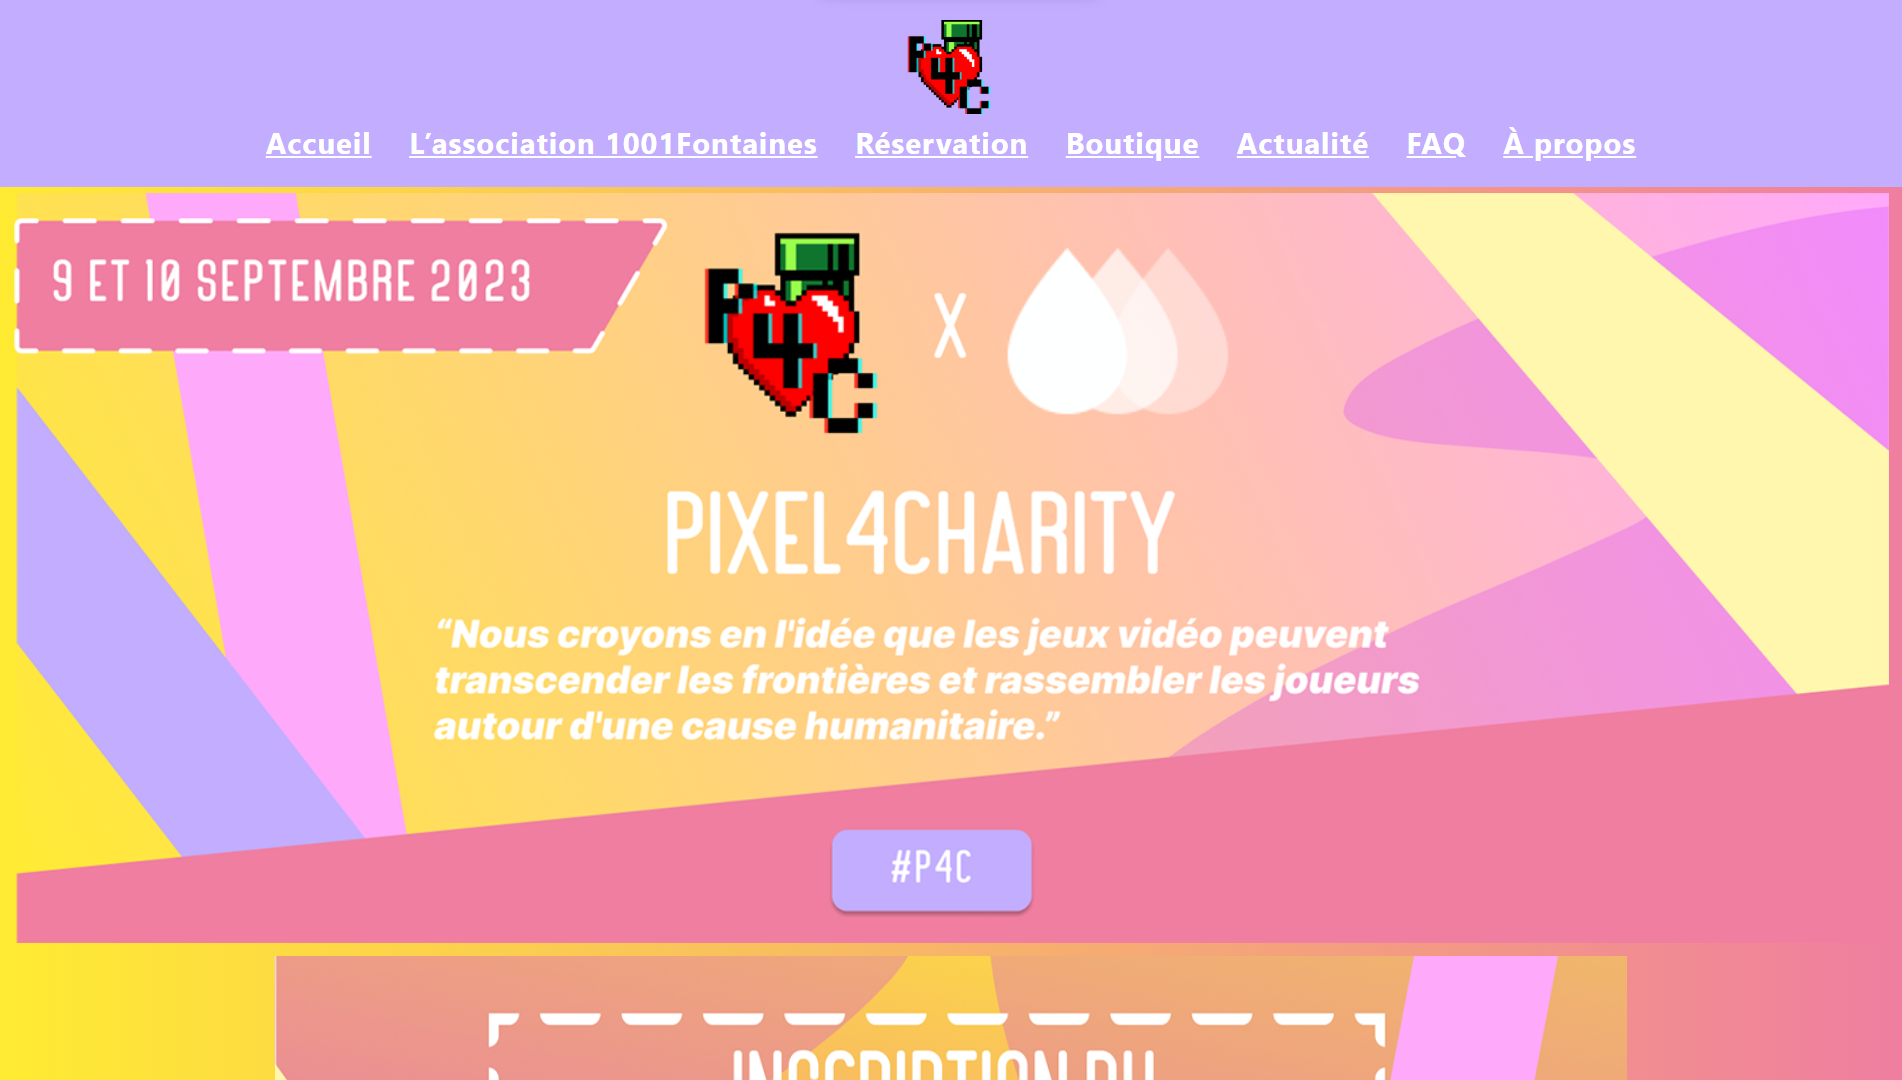 P4C
Accueil L’association 1001Fontaines Réservation Boutique Actualité FAQ À propos
9 ET 10 SEPTEMBRE 2023
P4C X
PIXEL4CHARITY
“Nous croyons en l'idée que les jeux vidéo peuvent
transcender les frontières et rassembler les joueurs
autour d'une cause humanitaire.”
#P4C
INSCRIPTION DU